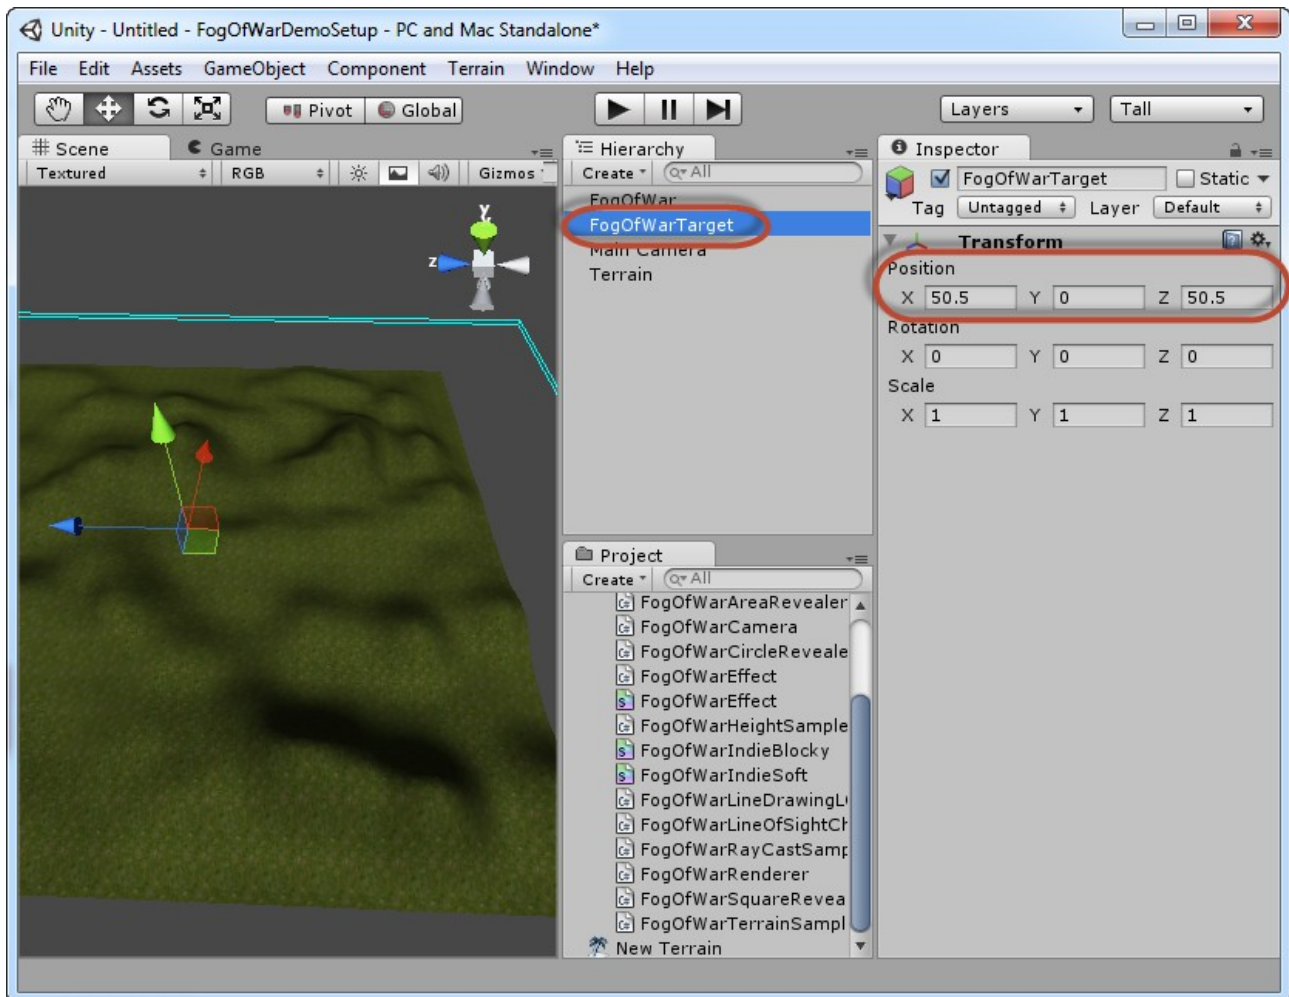 Unity - Untitled - FogOfWarDemoSetup - PC and Mac Standalone*
File Edit Assets GameObject Component Terrain Window Help
Pivot Global Layers Tall
Scene Game
Textured RGB Gizmos
y
z
Hierarchy
Create All
FogOfWar
FogOfWarTarget
Main Camera
Terrain
Project
Create All
FogOfWarAreaRevealer
FogOfWarCamera
FogOfWarCircleReveale
FogOfWarEffect
FogOfWarEffect
FogOfWarHeightSample
FogOfWarIndieBlocky
FogOfWarIndieSoft
FogOfWarLineDrawingL
FogOfWarLineOfSightCh
FogOfWarRayCastSamp
FogOfWarRenderer
FogOfWarSquareRevea
FogOfWarTerrainSampl
New Terrain
Inspector
FogOfWarTarget Static
Tag Untagged Layer Default
Transform
Position
X 50.5 Y 0 Z 50.5
Rotation
X 0 Y 0 Z 0
Scale
X 1 Y 1 Z 1